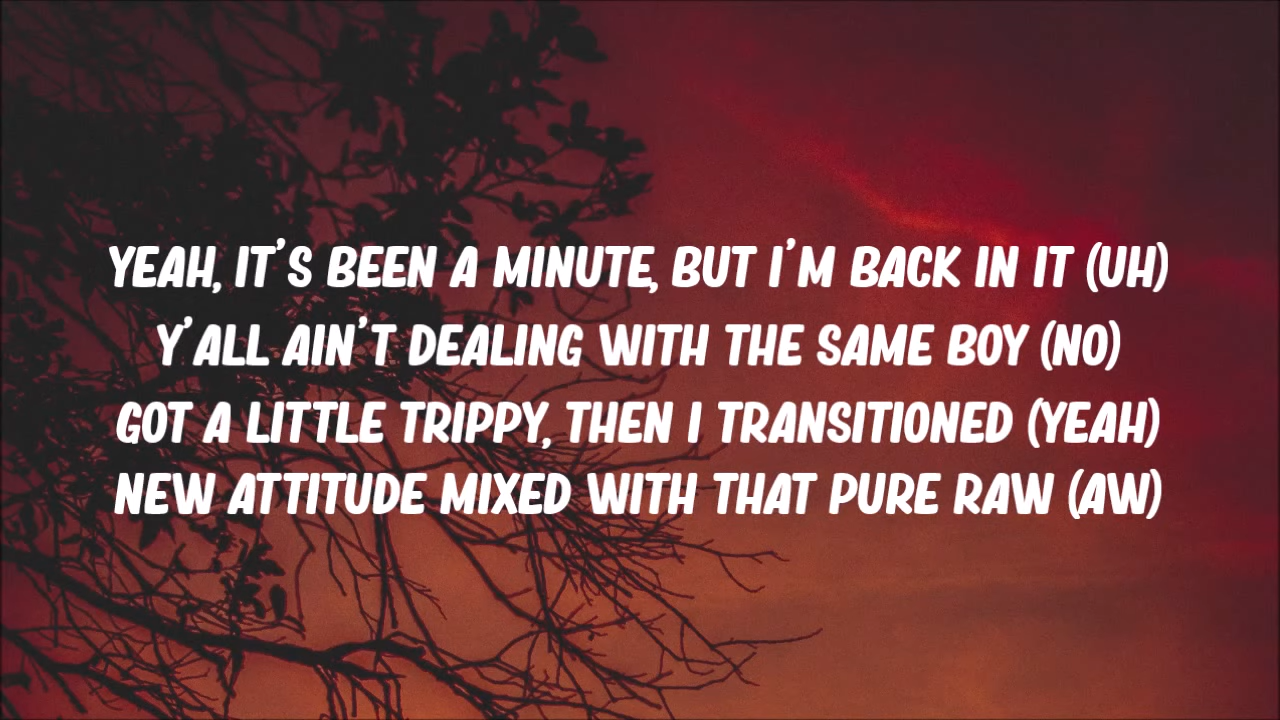 YEAH, IT'S BEEN A MINUTE, BUT I'M BACK IN IT (UH)
Y'ALL AIN'T DEALING WITH THE SAME BOY (NO)
GOT A LITTLE TRIPPY, THEN I TRANSITIONED (YEAH)
NEW ATTITUDE MIXED WITH THAT PURE RAW (AW)